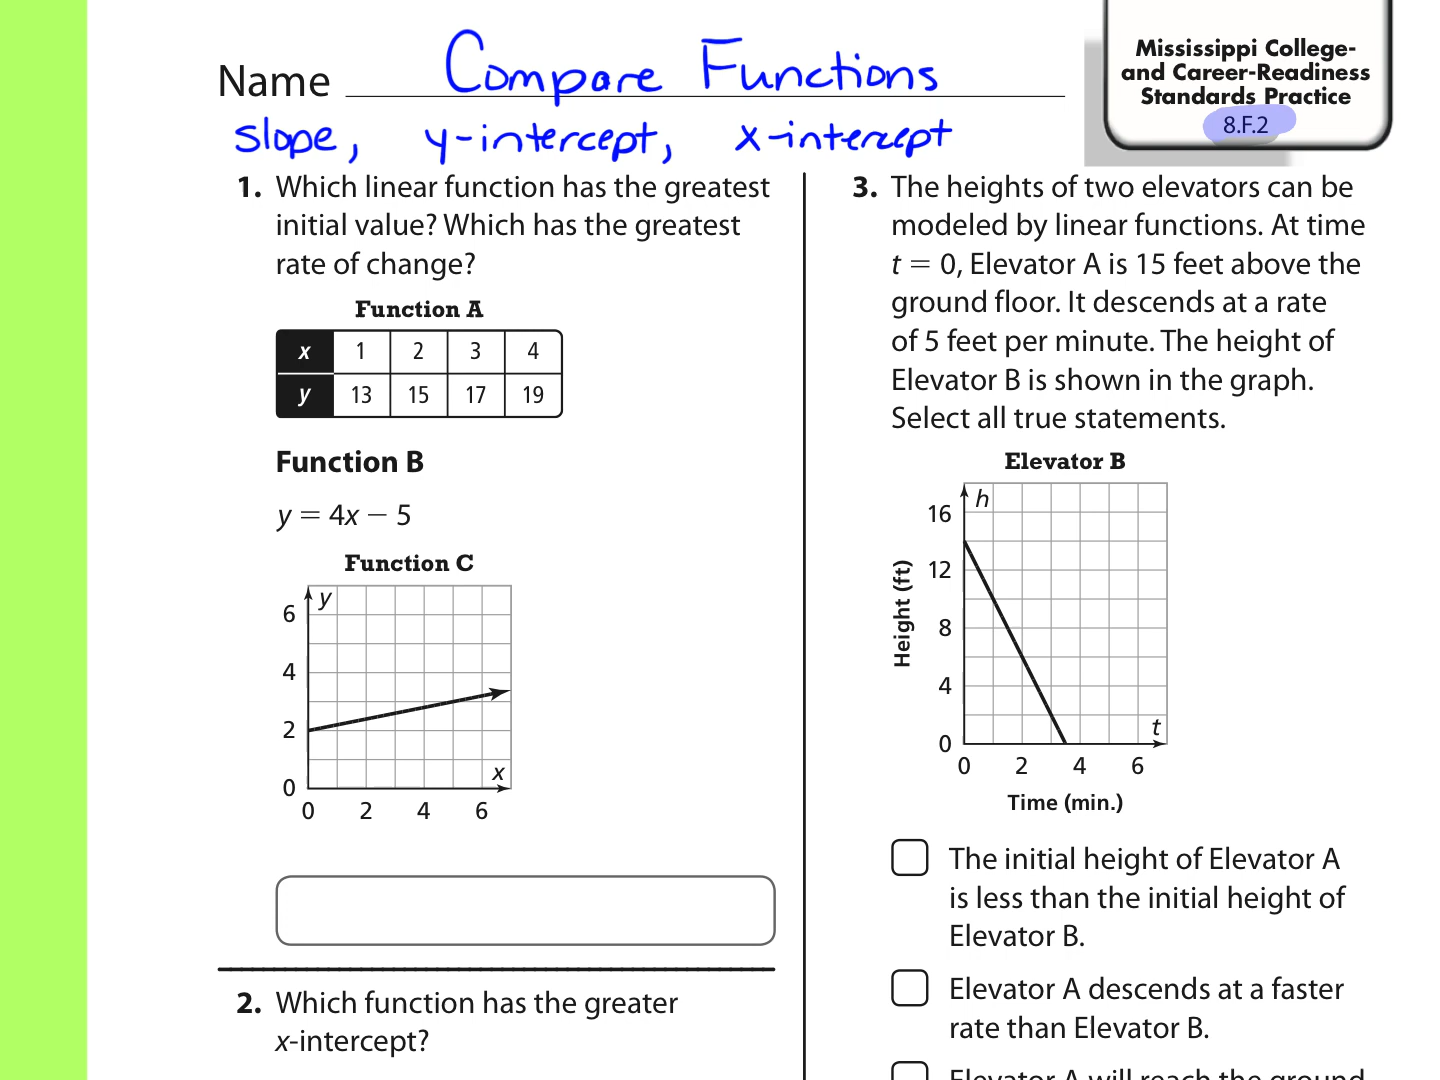 Name Compare Functions
slope, y-intercept, x-intercept
Mississippi College-
and Career-Readiness
Standards Practice
8.F.2
1. Which linear function has the greatest
initial value? Which has the greatest
rate of change?
Function A
x 1 2 3 4
y 13 15 17 19
Function B
y = 4x − 5
Function C
y
6
4
2
0
x
0 2 4 6
2. Which function has the greater
x-intercept?
3. The heights of two elevators can be
modeled by linear functions. At time
t = 0, Elevator A is 15 feet above the
ground floor. It descends at a rate
of 5 feet per minute. The height of
Elevator B is shown in the graph.
Select all true statements.
Elevator B
h
16
12
8
4
0
Height (ft)
t
0 2 4 6
Time (min.)
The initial height of Elevator A
is less than the initial height of
Elevator B.
Elevator A descends at a faster
rate than Elevator B.
Elevator A will reach the ground